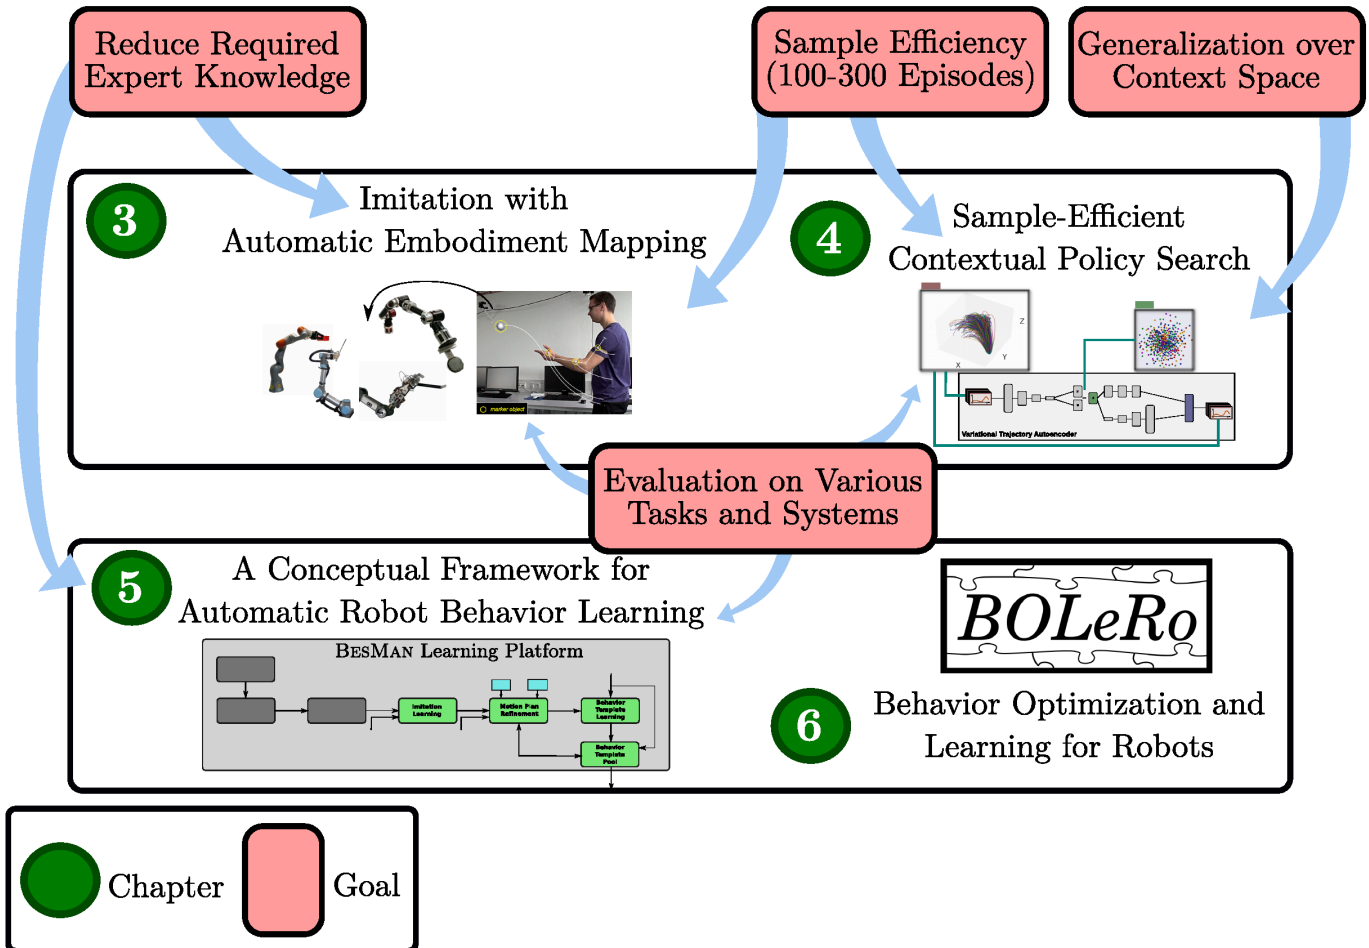 Reduce Required
Expert Knowledge
Sample Efficiency
(100-300 Episodes)
Generalization over
Context Space
3
Imitation with
Automatic Embodiment Mapping
marker object
4
Sample-Efficient
Contextual Policy Search
Z
Y
X
Variational Trajectory Autoencoder
Evaluation on Various
Tasks and Systems
5
A Conceptual Framework for
Automatic Robot Behavior Learning
BESMAN Learning Platform
Imitation
Learning
Motion Plan
Refinement
Behavior
Template
Learning
Behavior
Template
Pool
BOLeRo
6
Behavior Optimization and
Learning for Robots
Chapter
Goal